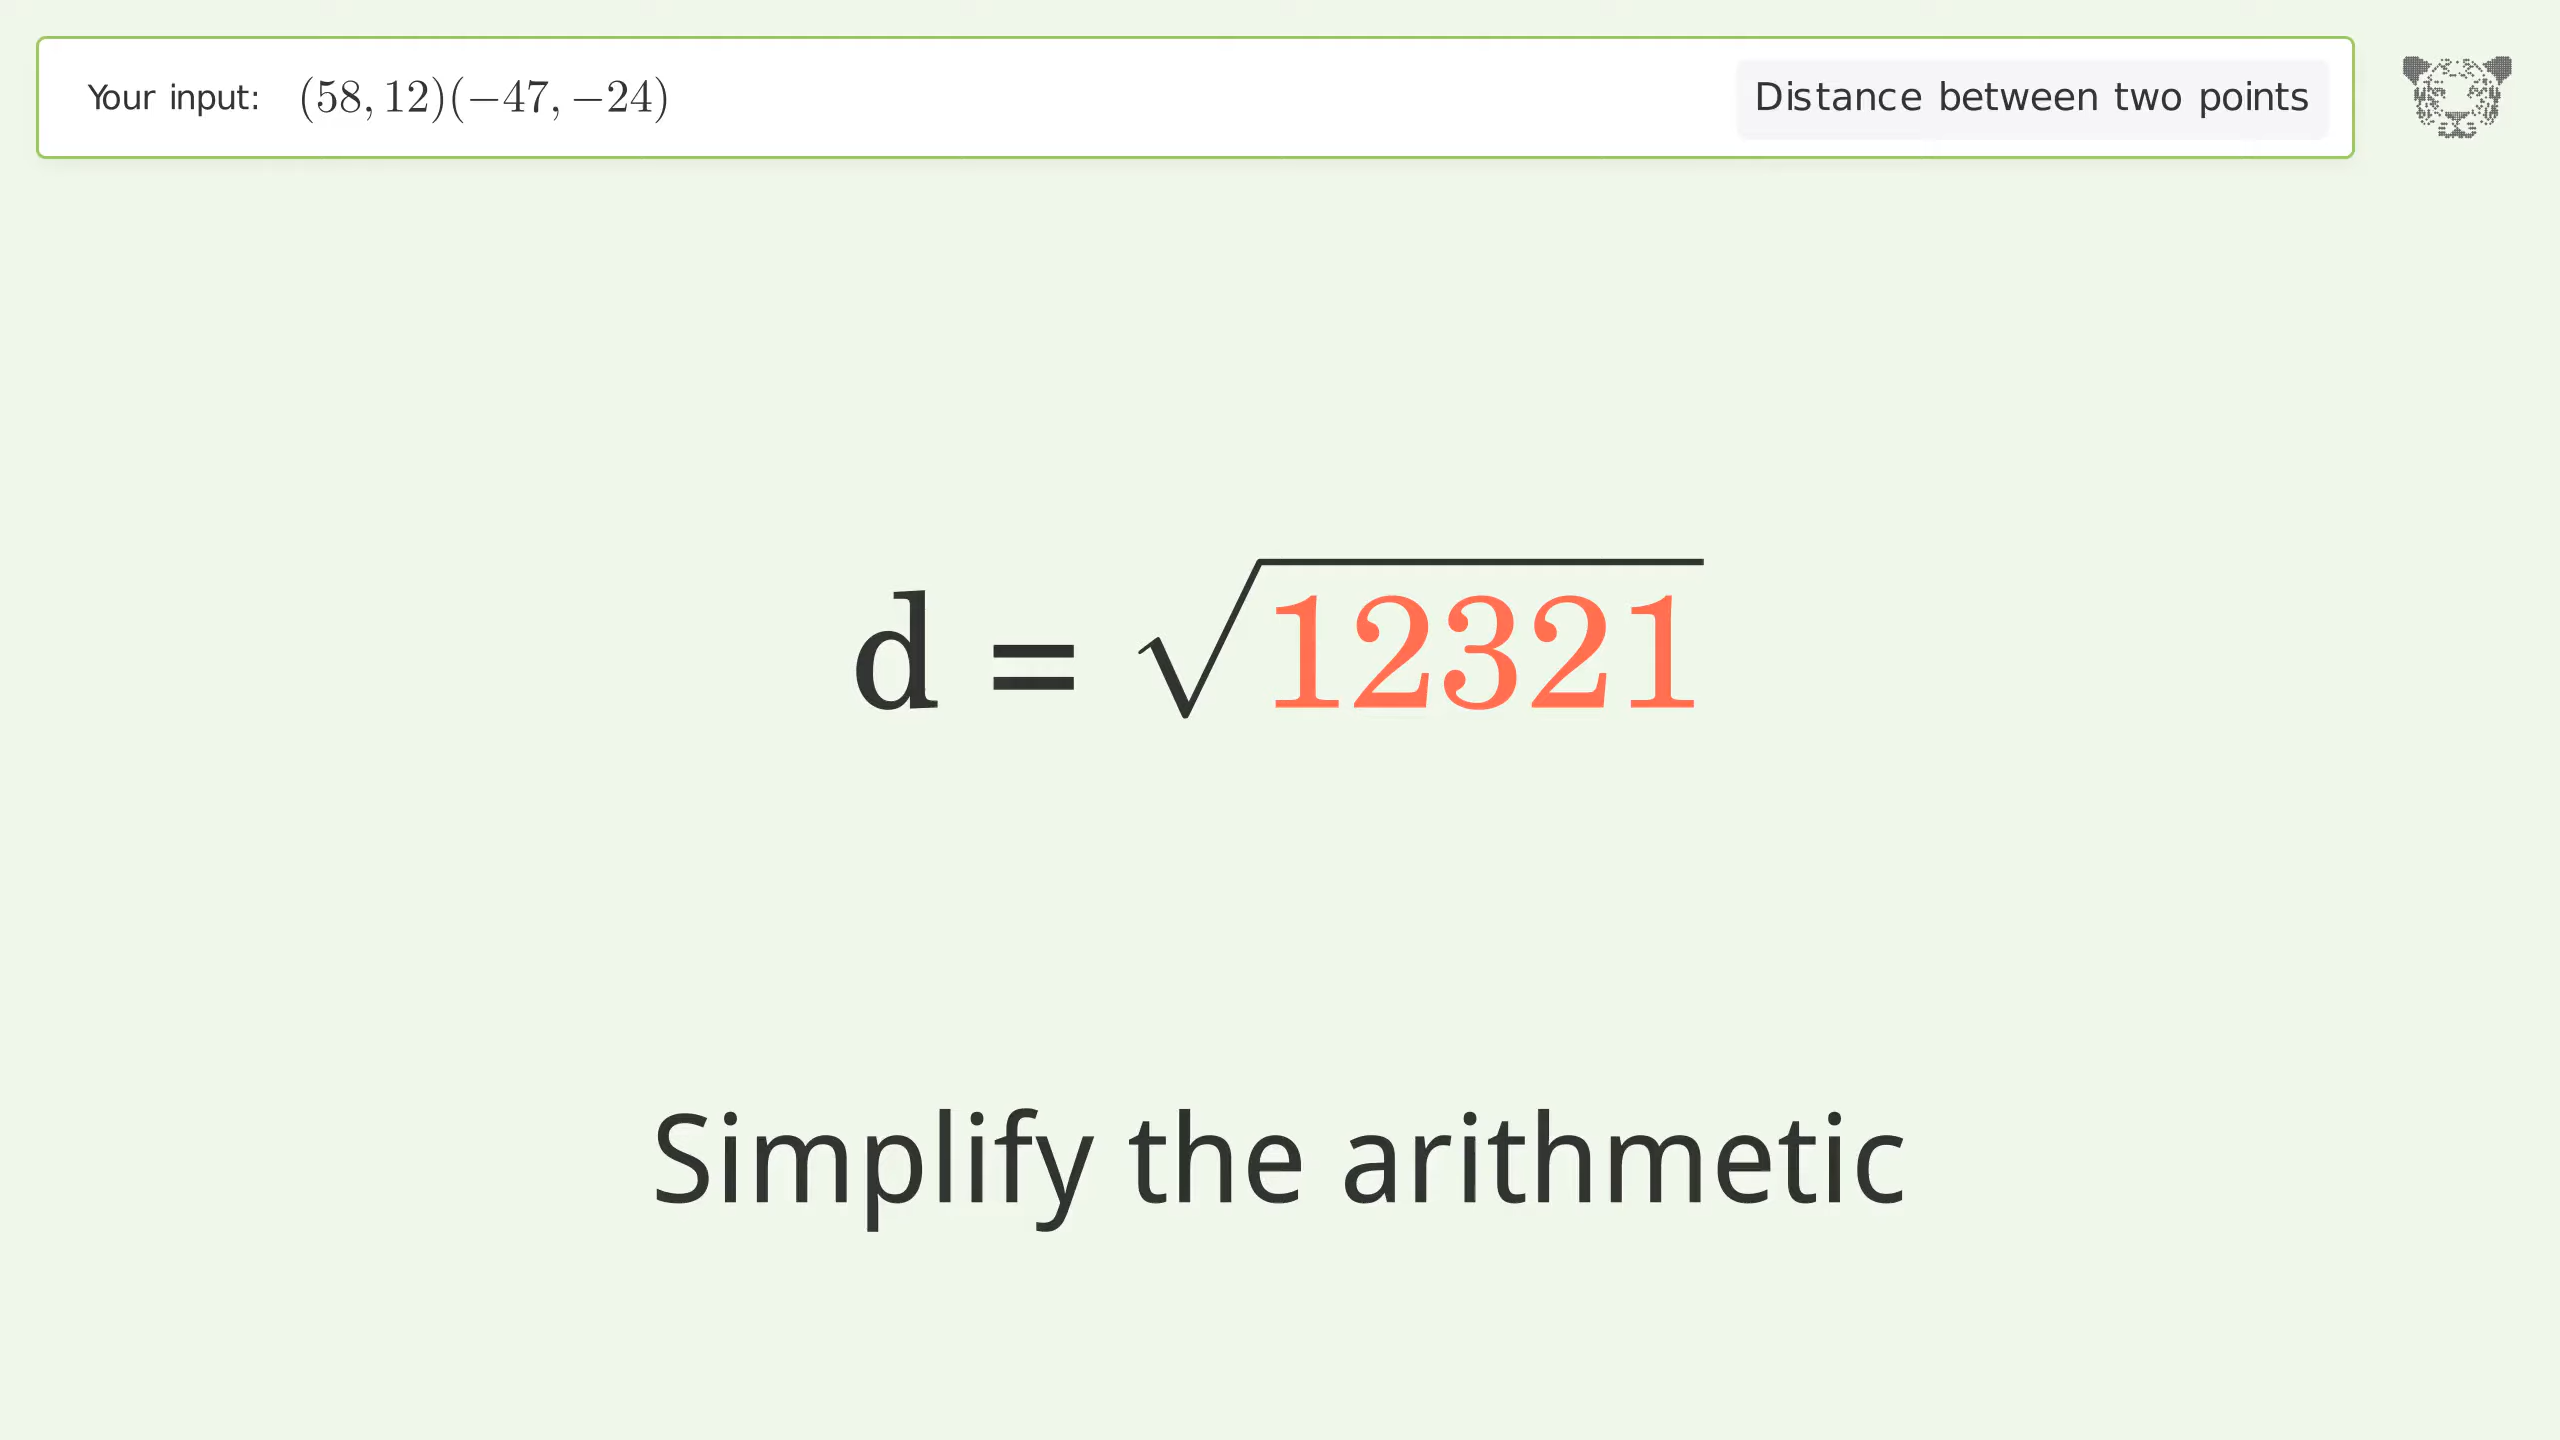 Your input: (58, 12)(−47, −24) Distance between two points
d = √12321
Simplify the arithmetic